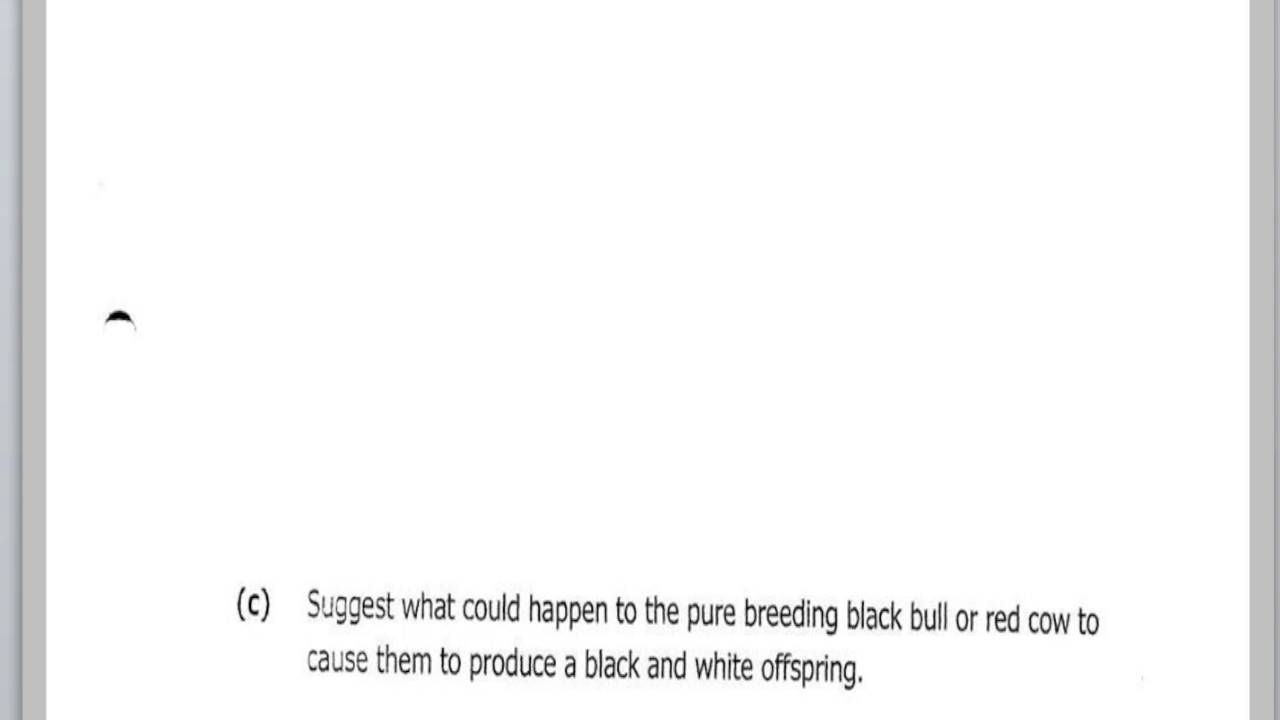 (c) Suggest what could happen to the pure breeding black bull or red cow to
cause them to produce a black and white offspring.